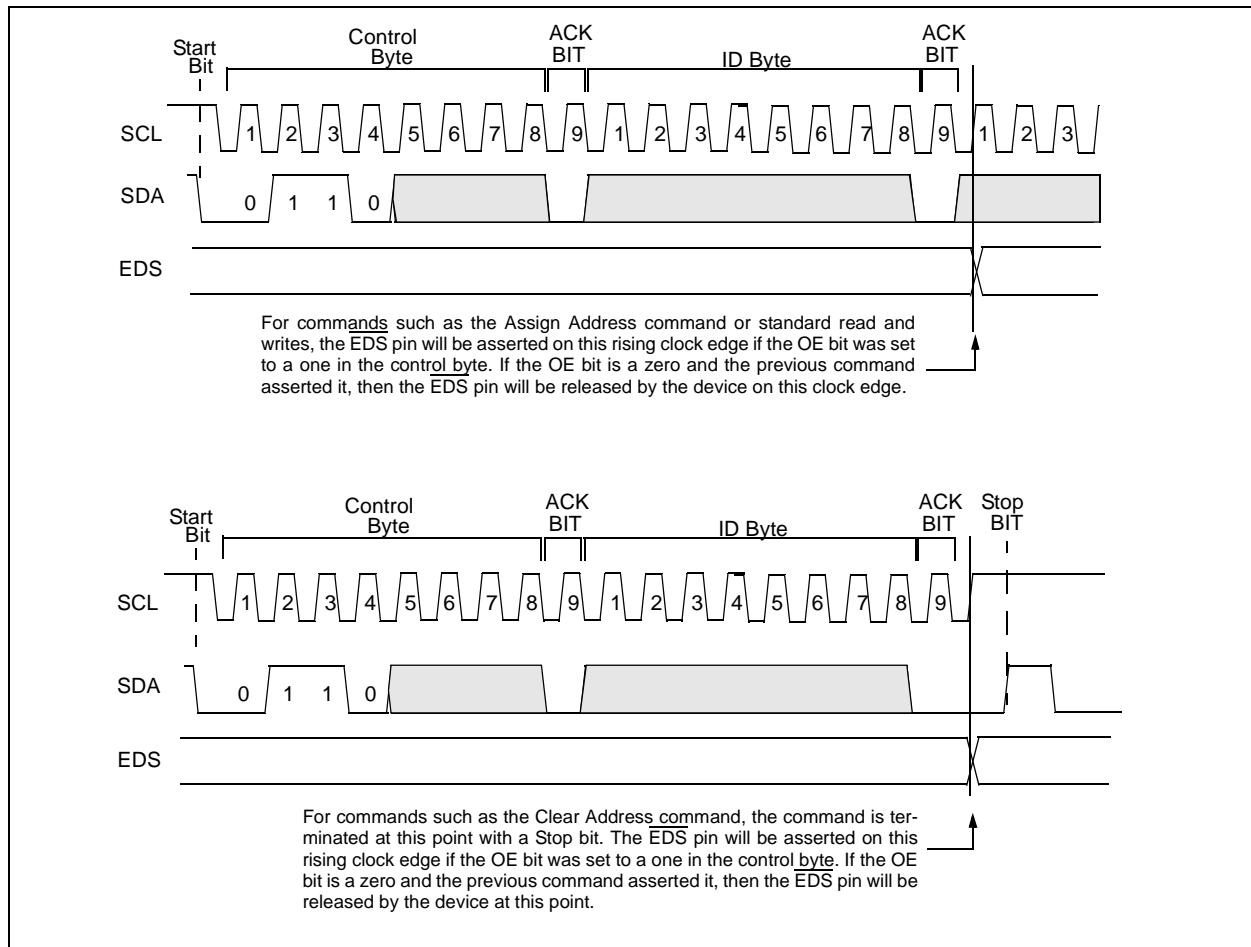 Start
Bit
Control
Byte
ACK
BIT
ID Byte
ACK
BIT
SCL
1 2 3 4 5 6 7 8 9 1 2 3 4 5 6 7 8 9 1 2 3
SDA
0 1 1 0
EDS
For commands such as the Assign Address command or standard read and
writes, the EDS pin will be asserted on this rising clock edge if the OE bit was set
to a one in the control byte. If the OE bit is a zero and the previous command
asserted it, then the EDS pin will be released by the device on this clock edge.
Start
Bit
Control
Byte
ACK
BIT
ID Byte
ACK
BIT
Stop
BIT
SCL
1 2 3 4 5 6 7 8 9 1 2 3 4 5 6 7 8 9
SDA
0 1 1 0
EDS
For commands such as the Clear Address command, the command is ter-
minated at this point with a Stop bit. The EDS pin will be asserted on this
rising clock edge if the OE bit was set to a one in the control byte. If the OE
bit is a zero and the previous command asserted it, then the EDS pin will be
released by the device at this point.